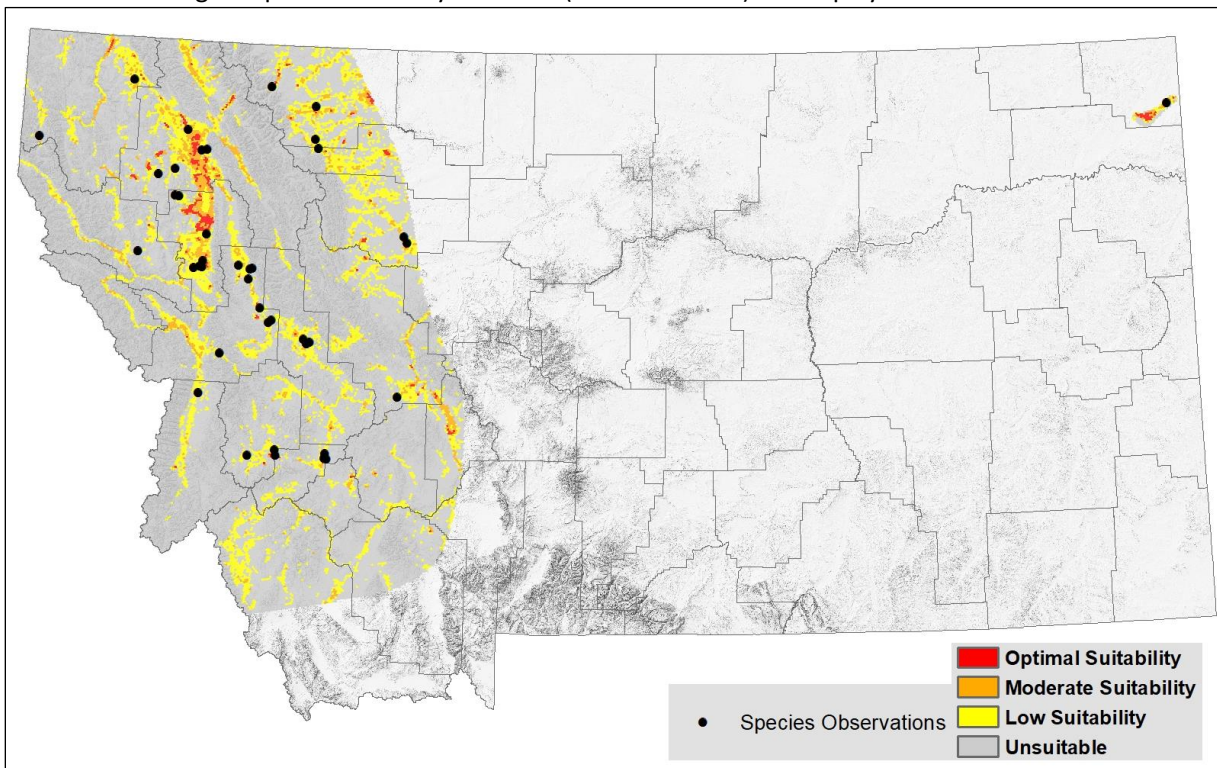 Species Observations
Optimal Suitability
Moderate Suitability
Low Suitability
Unsuitable